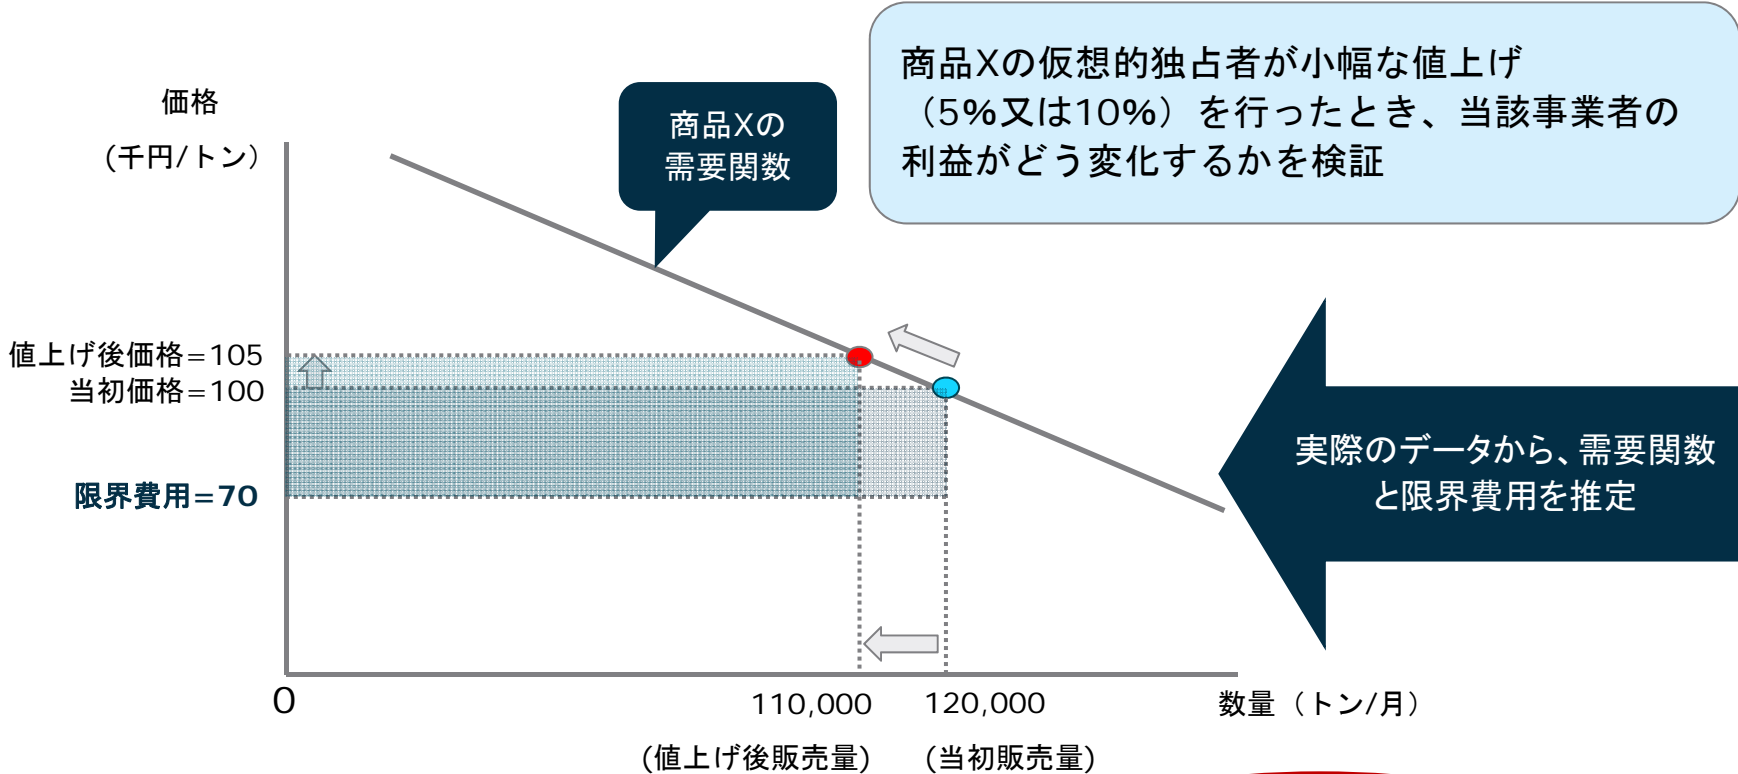 商品Xの仮想的独占者が小幅な値上げ
（5%又は10%）を行ったとき、当該事業者の
利益がどう変化するかを検証
価格
(千円/トン)
商品Xの
需要関数
値上げ後価格=105
当初価格=100
限界費用=70
実際のデータから、需要関数
と限界費用を推定
0
110,000
120,000
数量（トン/月）
(値上げ後販売量)
(当初販売量)